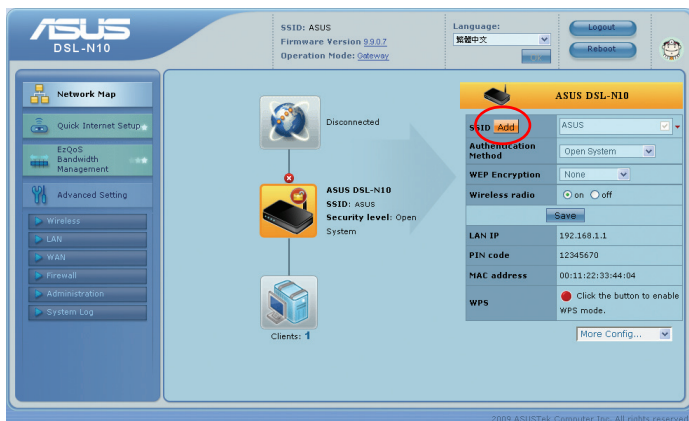 ASUS
DSL-N10
SSID: ASUS
Firmware Version 9.9.0.7
Operation Mode: Gateway
Language:
繁體中文
Logout
Reboot
Network Map
Quick Internet Setup
EzQoS
Bandwidth
Management
Advanced Setting
Wireless
LAN
WAN
Firewall
Administration
System Log
Disconnected
ASUS DSL-N10
SSID: ASUS
Security level: Open
System
Clients: 1
ASUS DSL-N10
SSID Add ASUS
Authentication
Method Open System
WEP Encryption None
Wireless radio on off
Save
LAN IP 192.168.1.1
PIN code 12345670
MAC address 00:11:22:33:44:04
WPS Click the button to enable
WPS mode.
More Config...
2009 ASUSTek Computer Inc. All rights reserved